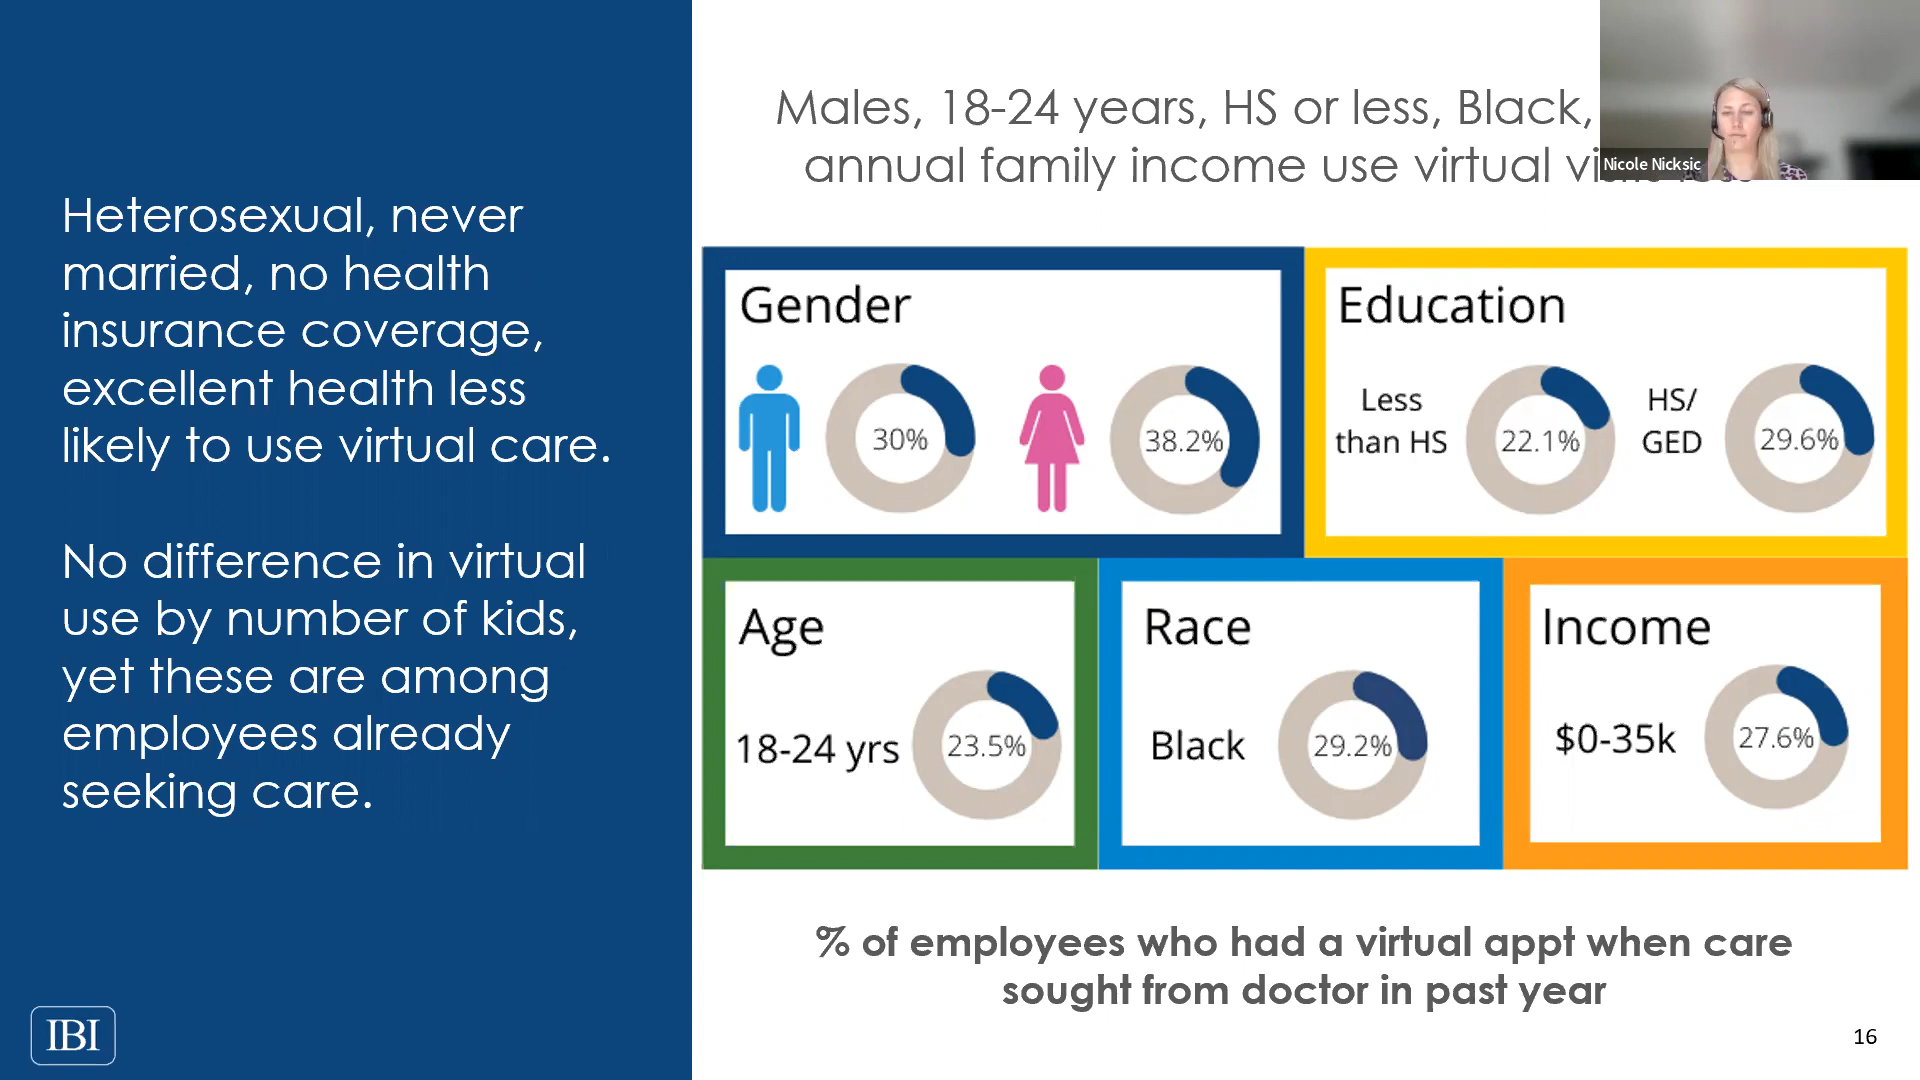 Heterosexual, never
married, no health
insurance coverage,
excellent health less
likely to use virtual care.
No difference in virtual
use by number of kids,
yet these are among
employees already
seeking care.
IBI
Males, 18-24 years, HS or less, Black,
annual family income use virtual
Nicole Nicksic
Gender
30%
38.2%
Education
Less
than HS
22.1%
HS/
GED
29.6%
Age
18-24 yrs
23.5%
Race
Black
29.2%
Income
$0-35k
27.6%
% of employees who had a virtual appt when care
sought from doctor in past year
16